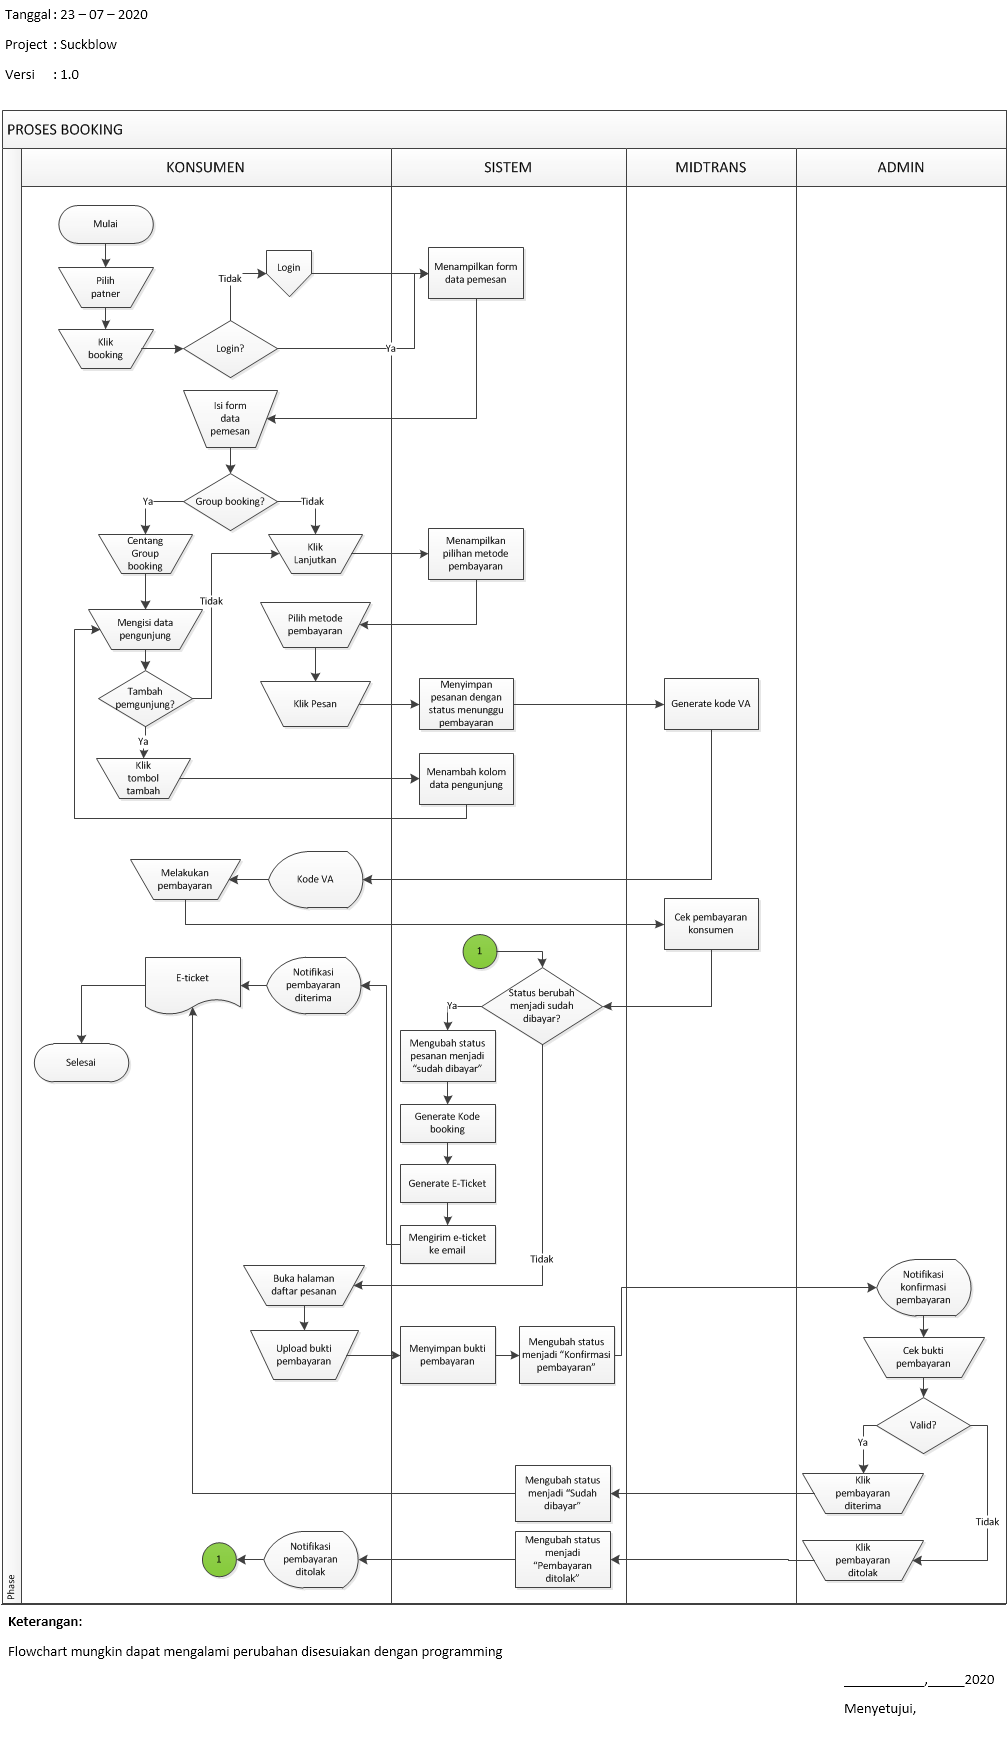 Tanggal : 23 – 07 – 2020
Project : Suckblow
Versi : 1.0
PROSES BOOKING
KONSUMEN
SISTEM
MIDTRANS
ADMIN
Phase
Mulai
Pilih
patner
Klik
booking
Login?
Tidak
Login
Ya
Menampilkan form
data pemesan
Isi form
data
pemesan
Group booking?
Ya
Tidak
Centang
Group
booking
Klik
Lanjutkan
Menampilkan
pilihan metode
pembayaran
Mengisi data
pengunjung
Tidak
Pilih metode
pembayaran
Tambah
pemgunjung?
Klik Pesan
Menyimpan
pesanan dengan
status menunggu
pembayaran
Generate kode VA
Ya
Klik
tombol
tambah
Menambah kolom
data pengunjung
Melakukan
pembayaran
Kode VA
Cek pembayaran
konsumen
1
E-ticket
Notifikasi
pembayaran
diterima
Status berubah
menjadi sudah
dibayar?
Ya
Selesai
Mengubah status
pesanan menjadi
“sudah dibayar”
Generate Kode
booking
Generate E-Ticket
Mengirim e-ticket
ke email
Tidak
Buka halaman
daftar pesanan
Notifikasi
konfirmasi
pembayaran
Upload bukti
pembayaran
Menyimpan bukti
pembayaran
Mengubah status
menjadi “Konfirmasi
pembayaran”
Cek bukti
pembayaran
Valid?
Ya
Mengubah status
menjadi “Sudah
dibayar”
Klik
pembayaran
diterima
Tidak
1
Notifikasi
pembayaran
ditolak
Mengubah status
menjadi
“Pembayaran
ditolak”
Klik
pembayaran
ditolak
Keterangan:
Flowchart mungkin dapat mengalami perubahan disesuiakan dengan programming
___________,_____2020
Menyetujui,